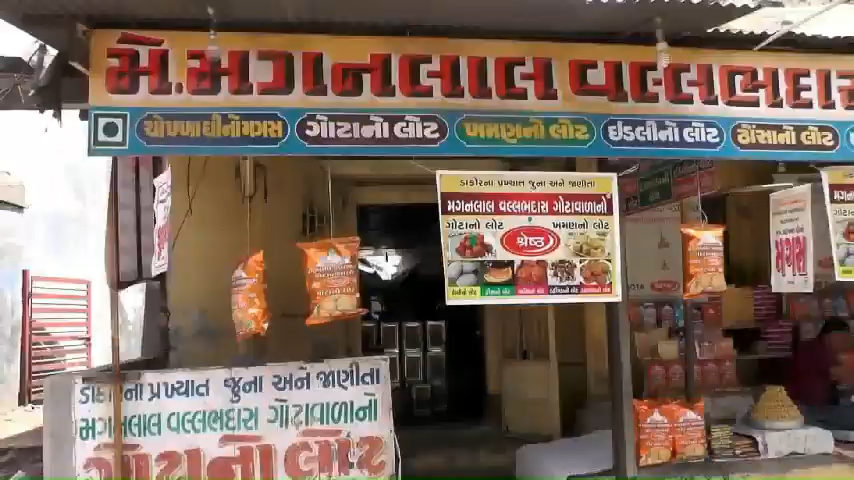 મે. મગનલાલ વલ્લભદાસ
ચોખ્ખા ઘીનો મગસ
ગોટાનો લોટ
ખમણનો લોટ
ઇડલીનો લોટ
ઢોંસાનો લોટ
ડાકોરના પ્રખ્યાત જુના અને જાણીતા
મગનલાલ વલ્લભદાસ ગોટાવાળાનો
ગોટાનો લોટ
શ્રેષ્ઠ
ખમણનો લોટ
મગસ
ડાકોરના પ્રખ્યાત જુના અને જાણીતા
મગનલાલ વલ્લભદાસ ગોટાવાળાનો
ગોટાનો લોટ